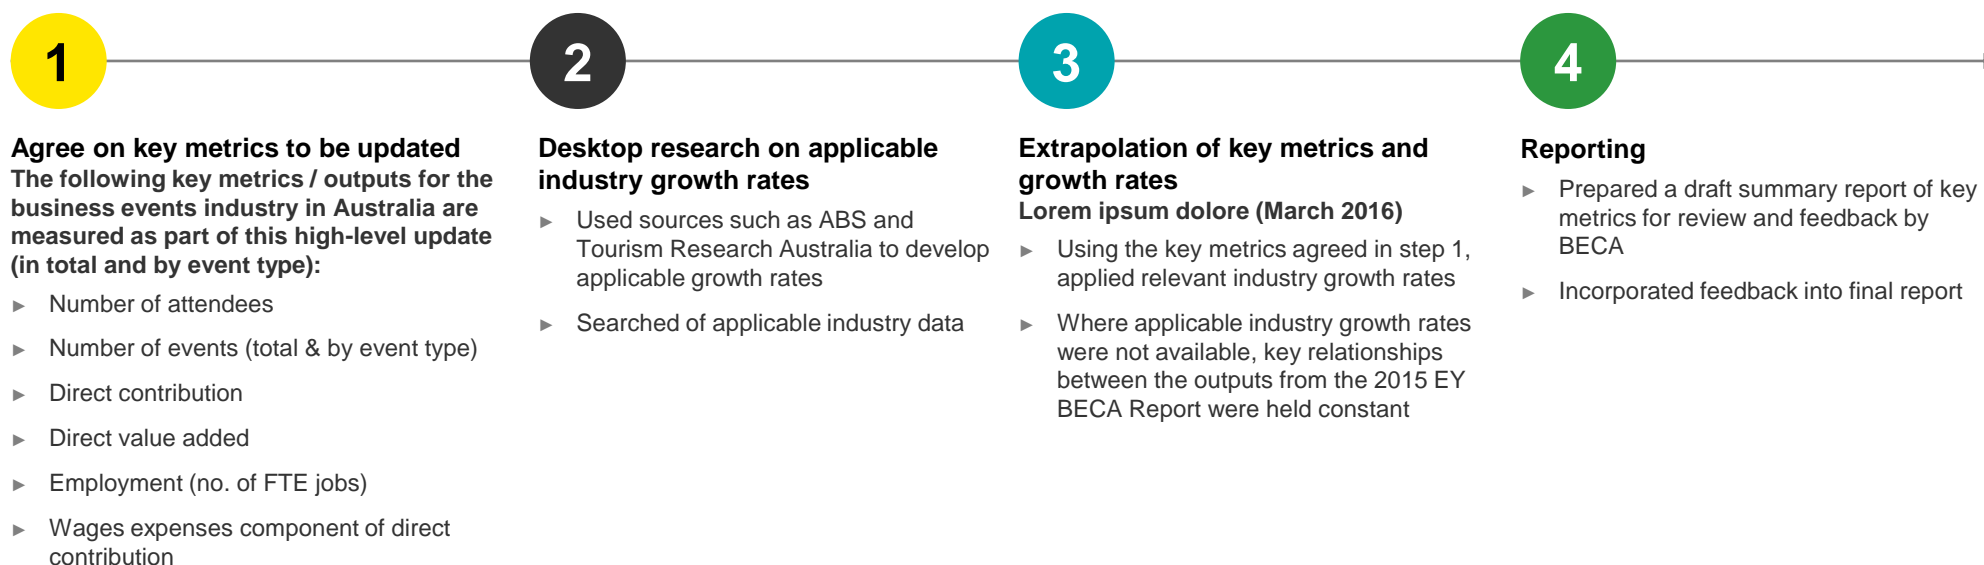 1
Agree on key metrics to be updated
The following key metrics / outputs for the
business events industry in Australia are
measured as part of this high-level update
(in total and by event type):
► Number of attendees
► Number of events (total & by event type)
► Direct contribution
► Direct value added
► Employment (no. of FTE jobs)
► Wages expenses component of direct
contribution
2
Desktop research on applicable
industry growth rates
► Used sources such as ABS and
Tourism Research Australia to develop
applicable growth rates
► Searched of applicable industry data
3
Extrapolation of key metrics and
growth rates
Lorem ipsum dolore (March 2016)
► Using the key metrics agreed in step 1,
applied relevant industry growth rates
► Where applicable industry growth rates
were not available, key relationships
between the outputs from the 2015 EY
BECA Report were held constant
4
Reporting
► Prepared a draft summary report of key
metrics for review and feedback by
BECA
► Incorporated feedback into final report